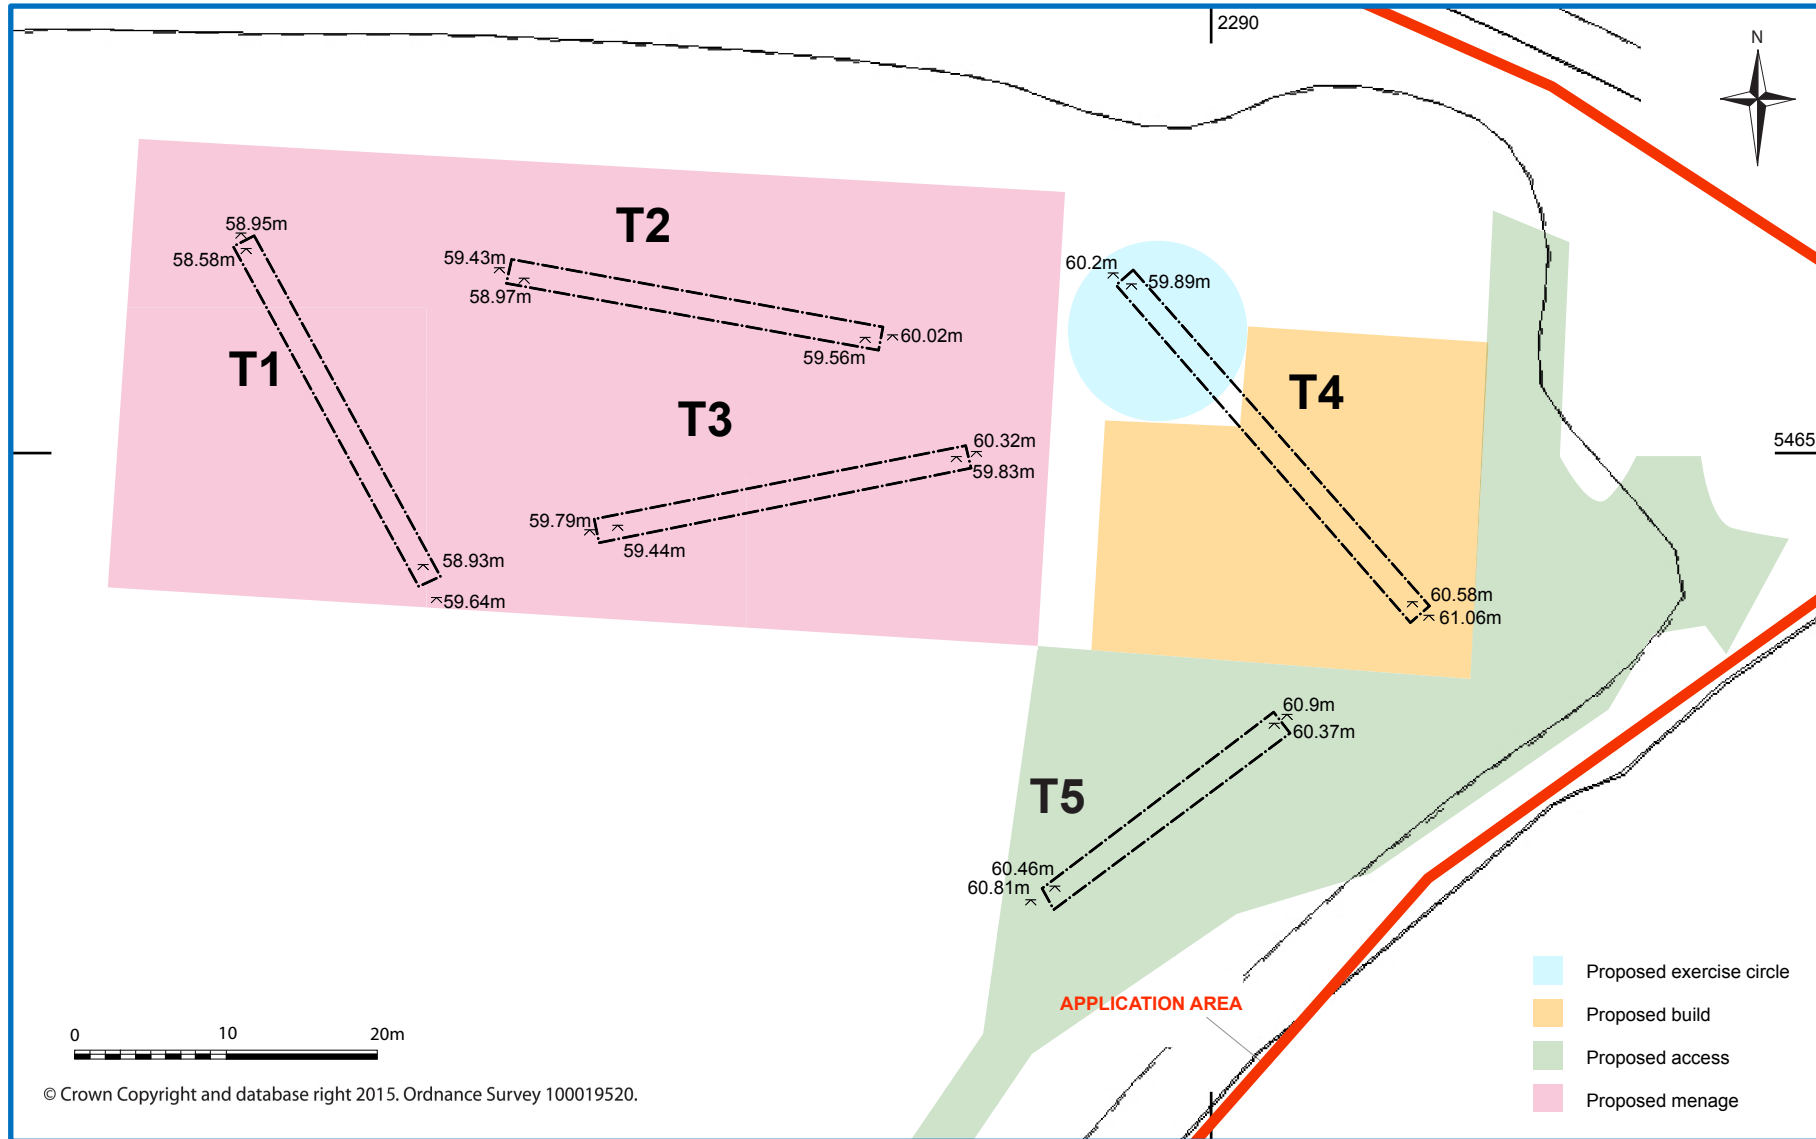 2290
N
58.95m
58.58m
T2
59.43m
58.97m
60.02m
59.56m
60.2m
59.89m
T1
T3
T4
5465
60.32m
59.83m
59.79m
59.44m
58.93m
59.64m
60.58m
61.06m
60.9m
60.37m
T5
60.46m
60.81m
APPLICATION AREA
Proposed exercise circle
Proposed build
Proposed access
Proposed menage
0 10 20m
© Crown Copyright and database right 2015. Ordnance Survey 100019520.